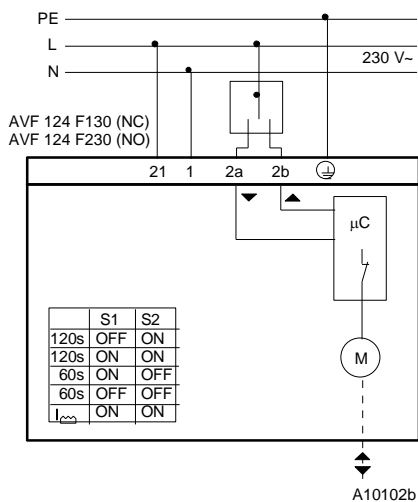 PE
L
N
230 V~
AVF 124 F130 (NC)
AVF 124 F230 (NO)
21 1 2a 2b
µC
S1 S2
120s OFF ON
120s ON ON
60s ON OFF
60s OFF OFF
I ON ON
M
A10102b